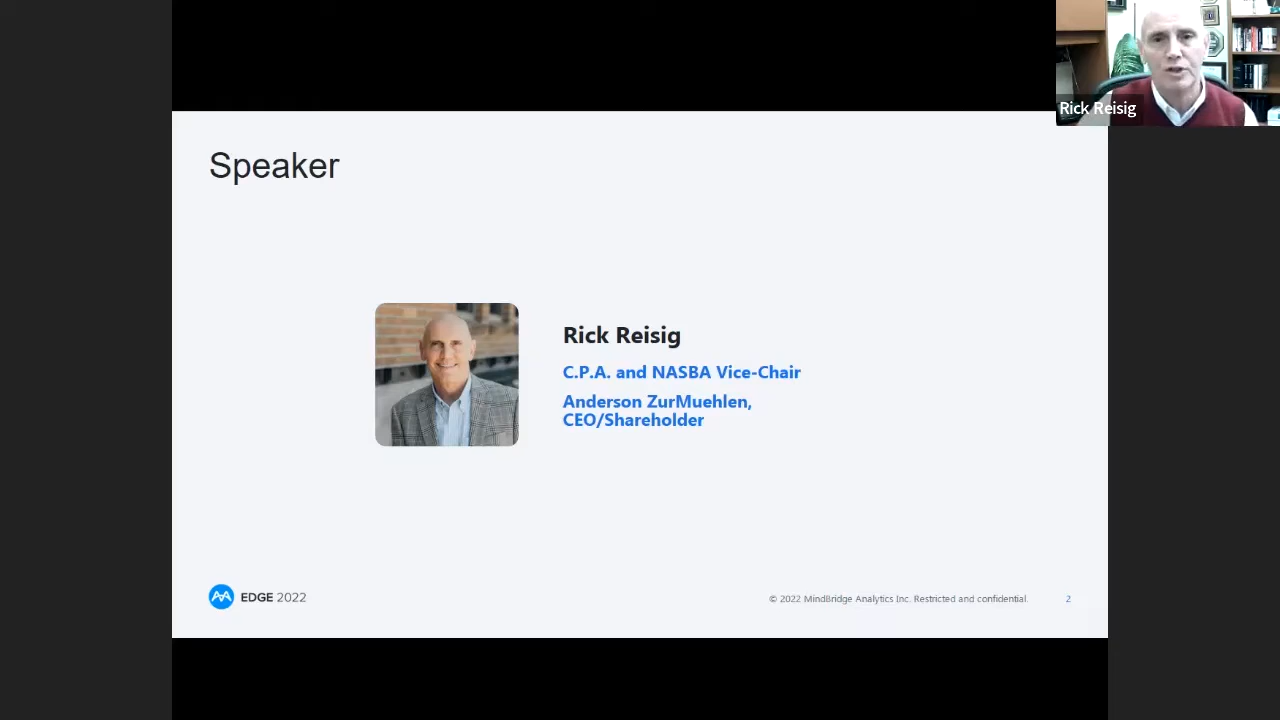 Rick Reisig
Speaker
Rick Reisig
C.P.A. and NASBA Vice-Chair
Anderson ZurMuehlen,
CEO/Shareholder
EDGE 2022
© 2022 MindBridge Analytics Inc. Restricted and confidential.
2